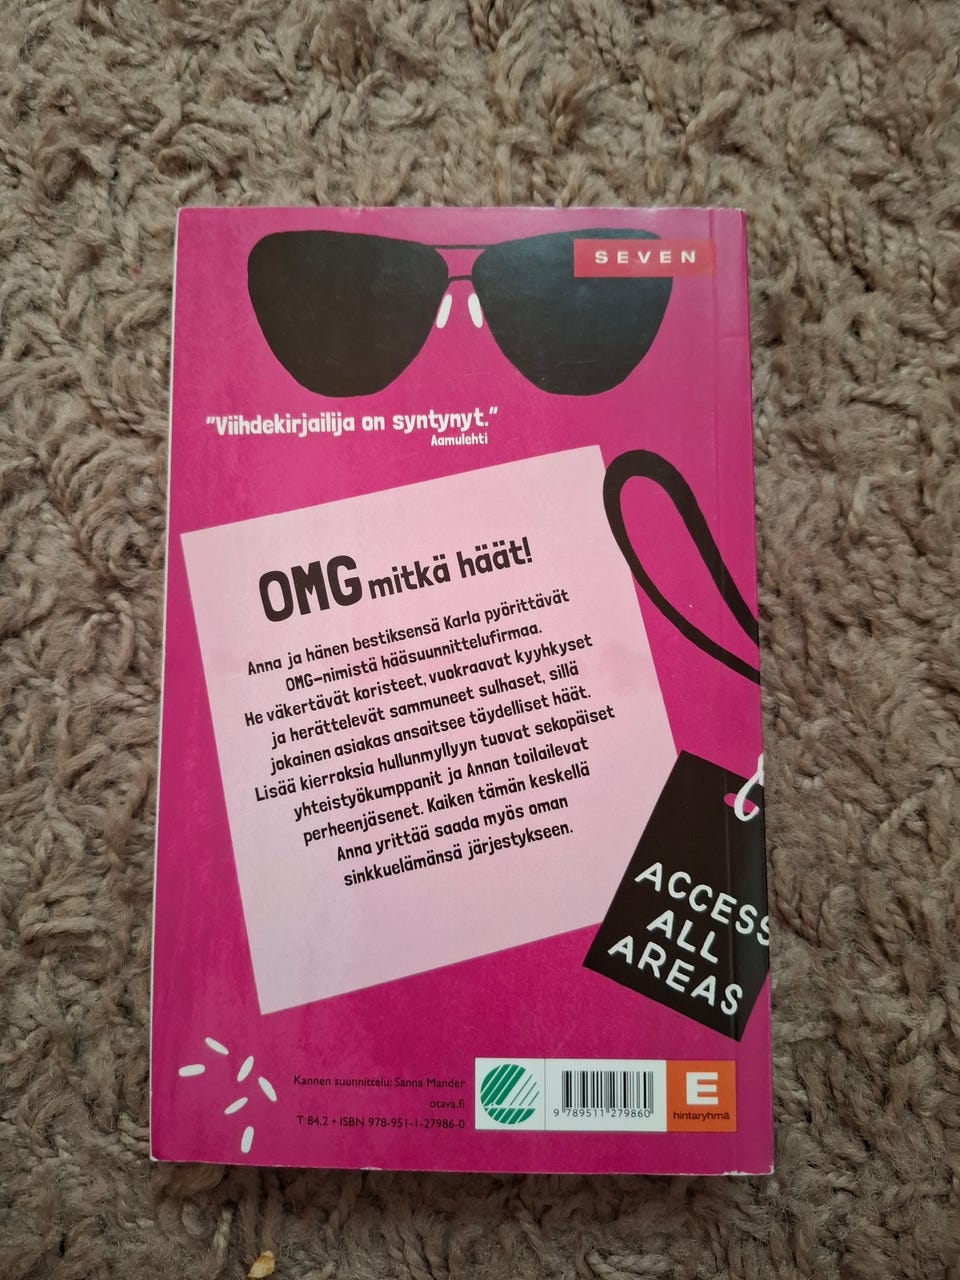 SEVEN
"Viihdekirjailija on syntynyt."
Aamulehti
OMG mitkä häät!
Anna ja hänen bestiksensä Karla pyörittävät
OMG-nimistä hääsuunnittelufirmaa.
He väkertävät koristeet, vuokraavat kyyhkyset
ja herättelevät sammuneet sulhaset, sillä
jokainen asiakas ansaitsee täydelliset häät.
Lisää kierroksia hullunmyllyyn tuovat sekopäiset
yhteistyökumppanit ja Annan toilailevat
perheenjäsenet. Kaiken tämän keskellä
Anna yrittää saada myös oman
sinkkuelämänsä järjestykseen.
ACCESS
ALL
AREAS
Kannen suunnittelu: Sanna Mander
otava.fi
T 84.2 • ISBN 978-951-1-27986-0
9 789511 279860
E
hintaryhmä